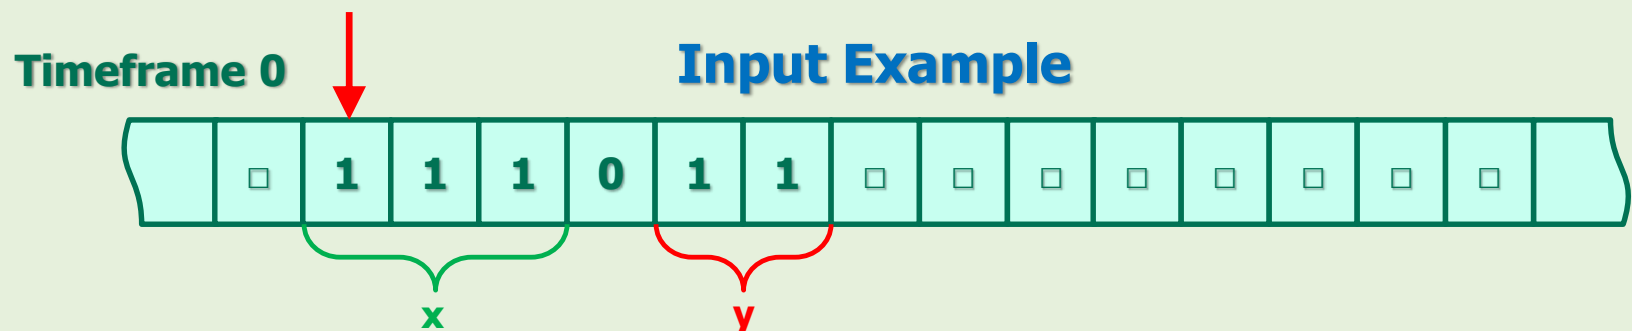 Timeframe 0
Input Example
□ 1 1 1 0 1 1 □ □ □ □ □ □ □ □
x y